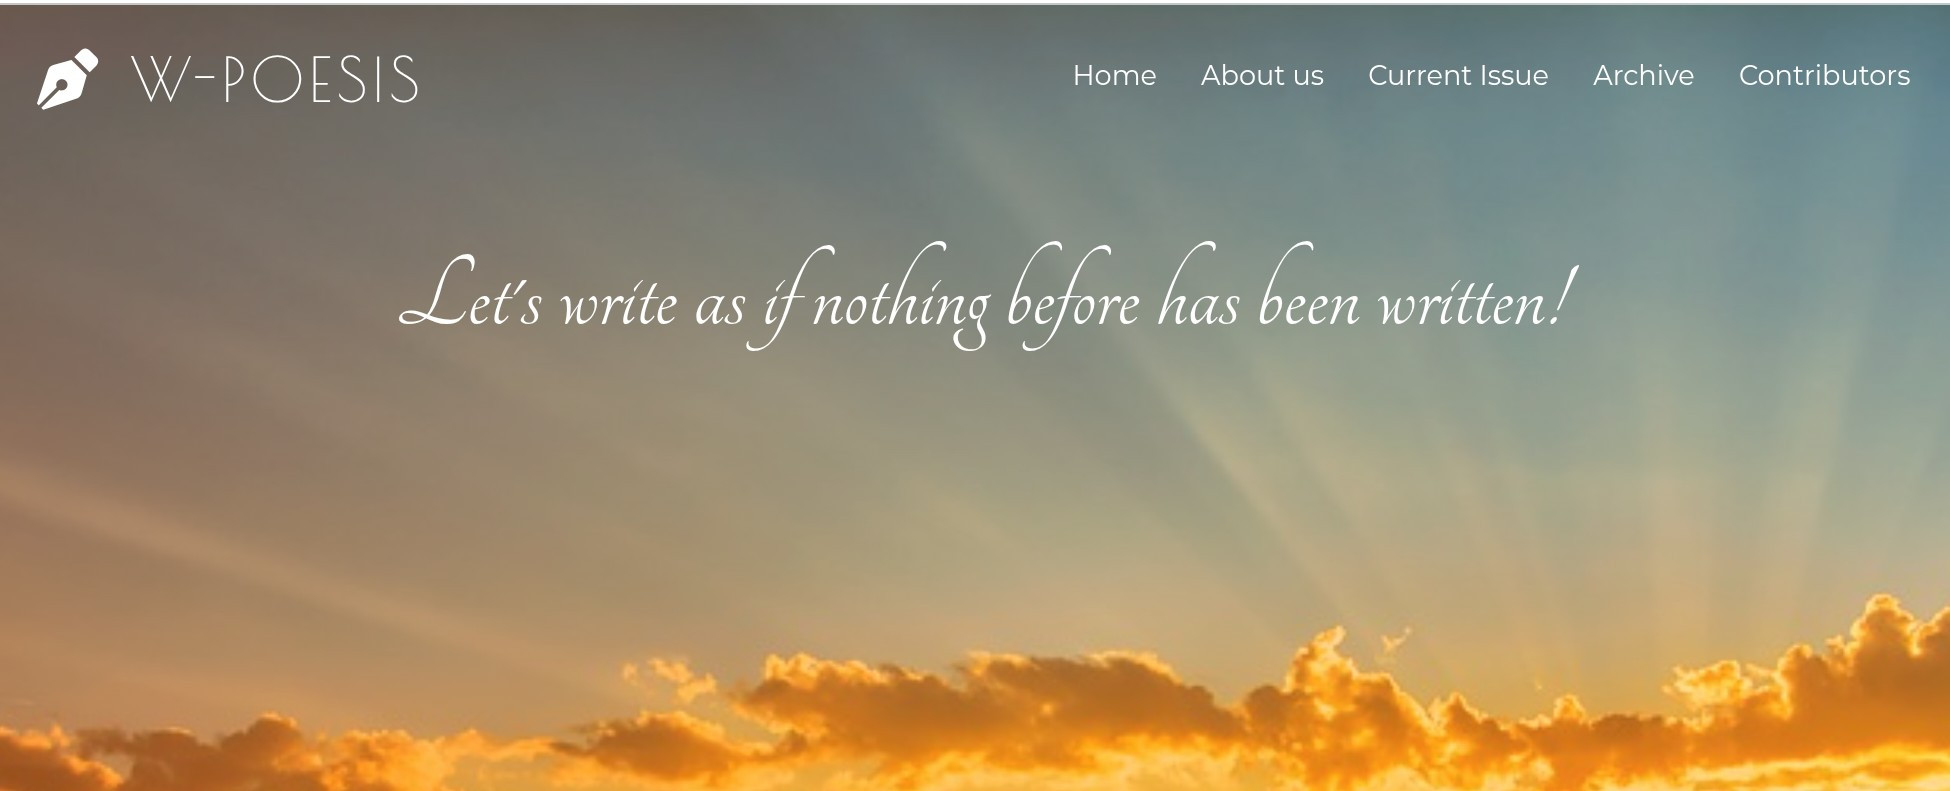 W-POESIS
Home About us Current Issue Archive Contributors
Let's write as if nothing before has been written!